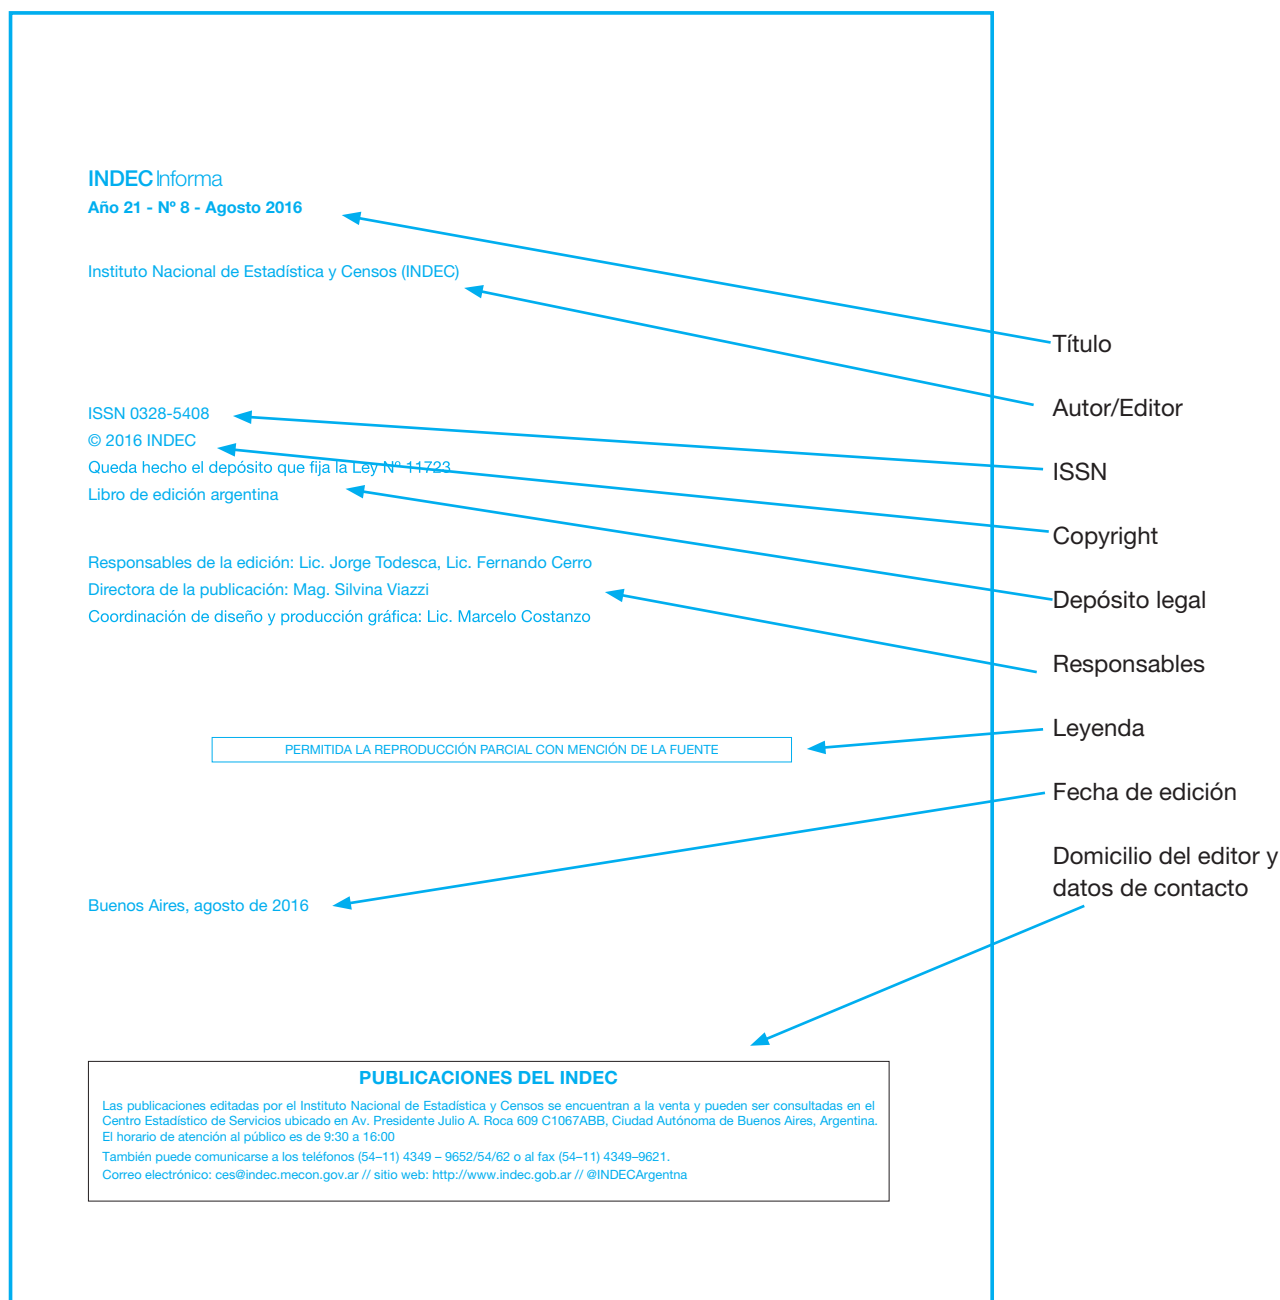 INDEC Informa
Año 21 - Nº 8 - Agosto 2016
Instituto Nacional de Estadística y Censos (INDEC)
ISSN 0328-5408
© 2016 INDEC
Queda hecho el depósito que fija la Ley Nº 11723
Libro de edición argentina
Responsables de la edición: Lic. Jorge Todesca, Lic. Fernando Cerro
Directora de la publicación: Mag. Silvina Viazzi
Coordinación de diseño y producción gráfica: Lic. Marcelo Costanzo
PERMITIDA LA REPRODUCCIÓN PARCIAL CON MENCIÓN DE LA FUENTE
Buenos Aires, agosto de 2016
PUBLICACIONES DEL INDEC
Las publicaciones editadas por el Instituto Nacional de Estadística y Censos se encuentran a la venta y pueden ser consultadas en el
Centro Estadístico de Servicios ubicado en Av. Presidente Julio A. Roca 609 C1067ABB, Ciudad Autónoma de Buenos Aires, Argentina.
El horario de atención al público es de 9:30 a 16:00
También puede comunicarse a los teléfonos (54–11) 4349 – 9652/54/62 o al fax (54–11) 4349–9621.
Correo electrónico: ces@indec.mecon.gov.ar // sitio web: http://www.indec.gob.ar // @INDECArgentna
Título
Autor/Editor
ISSN
Copyright
Depósito legal
Responsables
Leyenda
Fecha de edición
Domicilio del editor y
datos de contacto